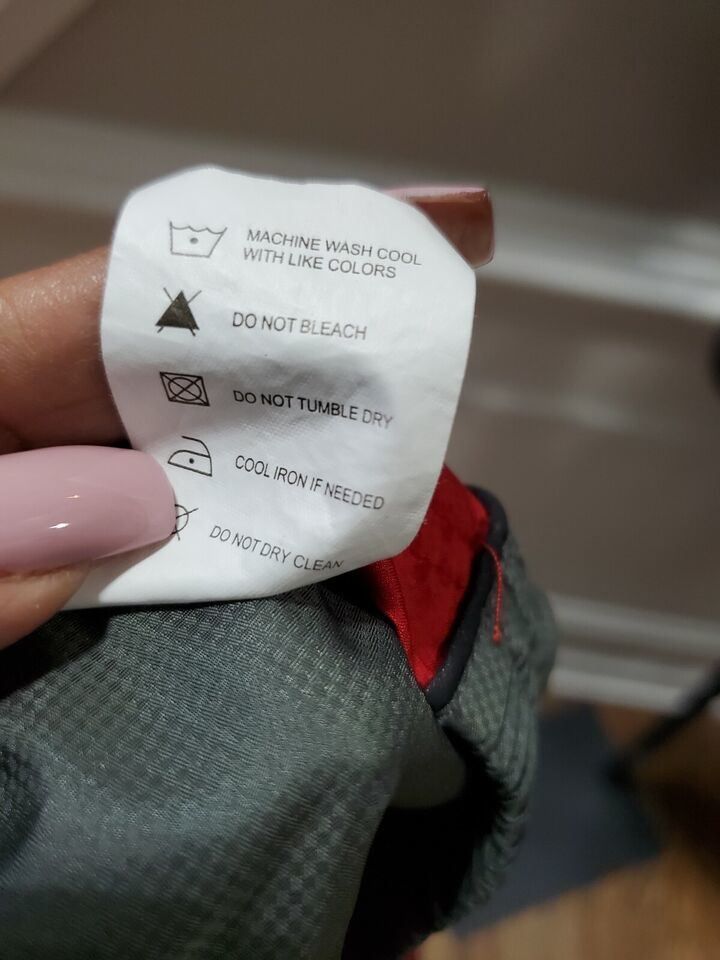 MACHINE WASH COOL
WITH LIKE COLORS
DO NOT BLEACH
DO NOT TUMBLE DRY
COOL IRON IF NEEDED
DO NOT DRY CLEAN